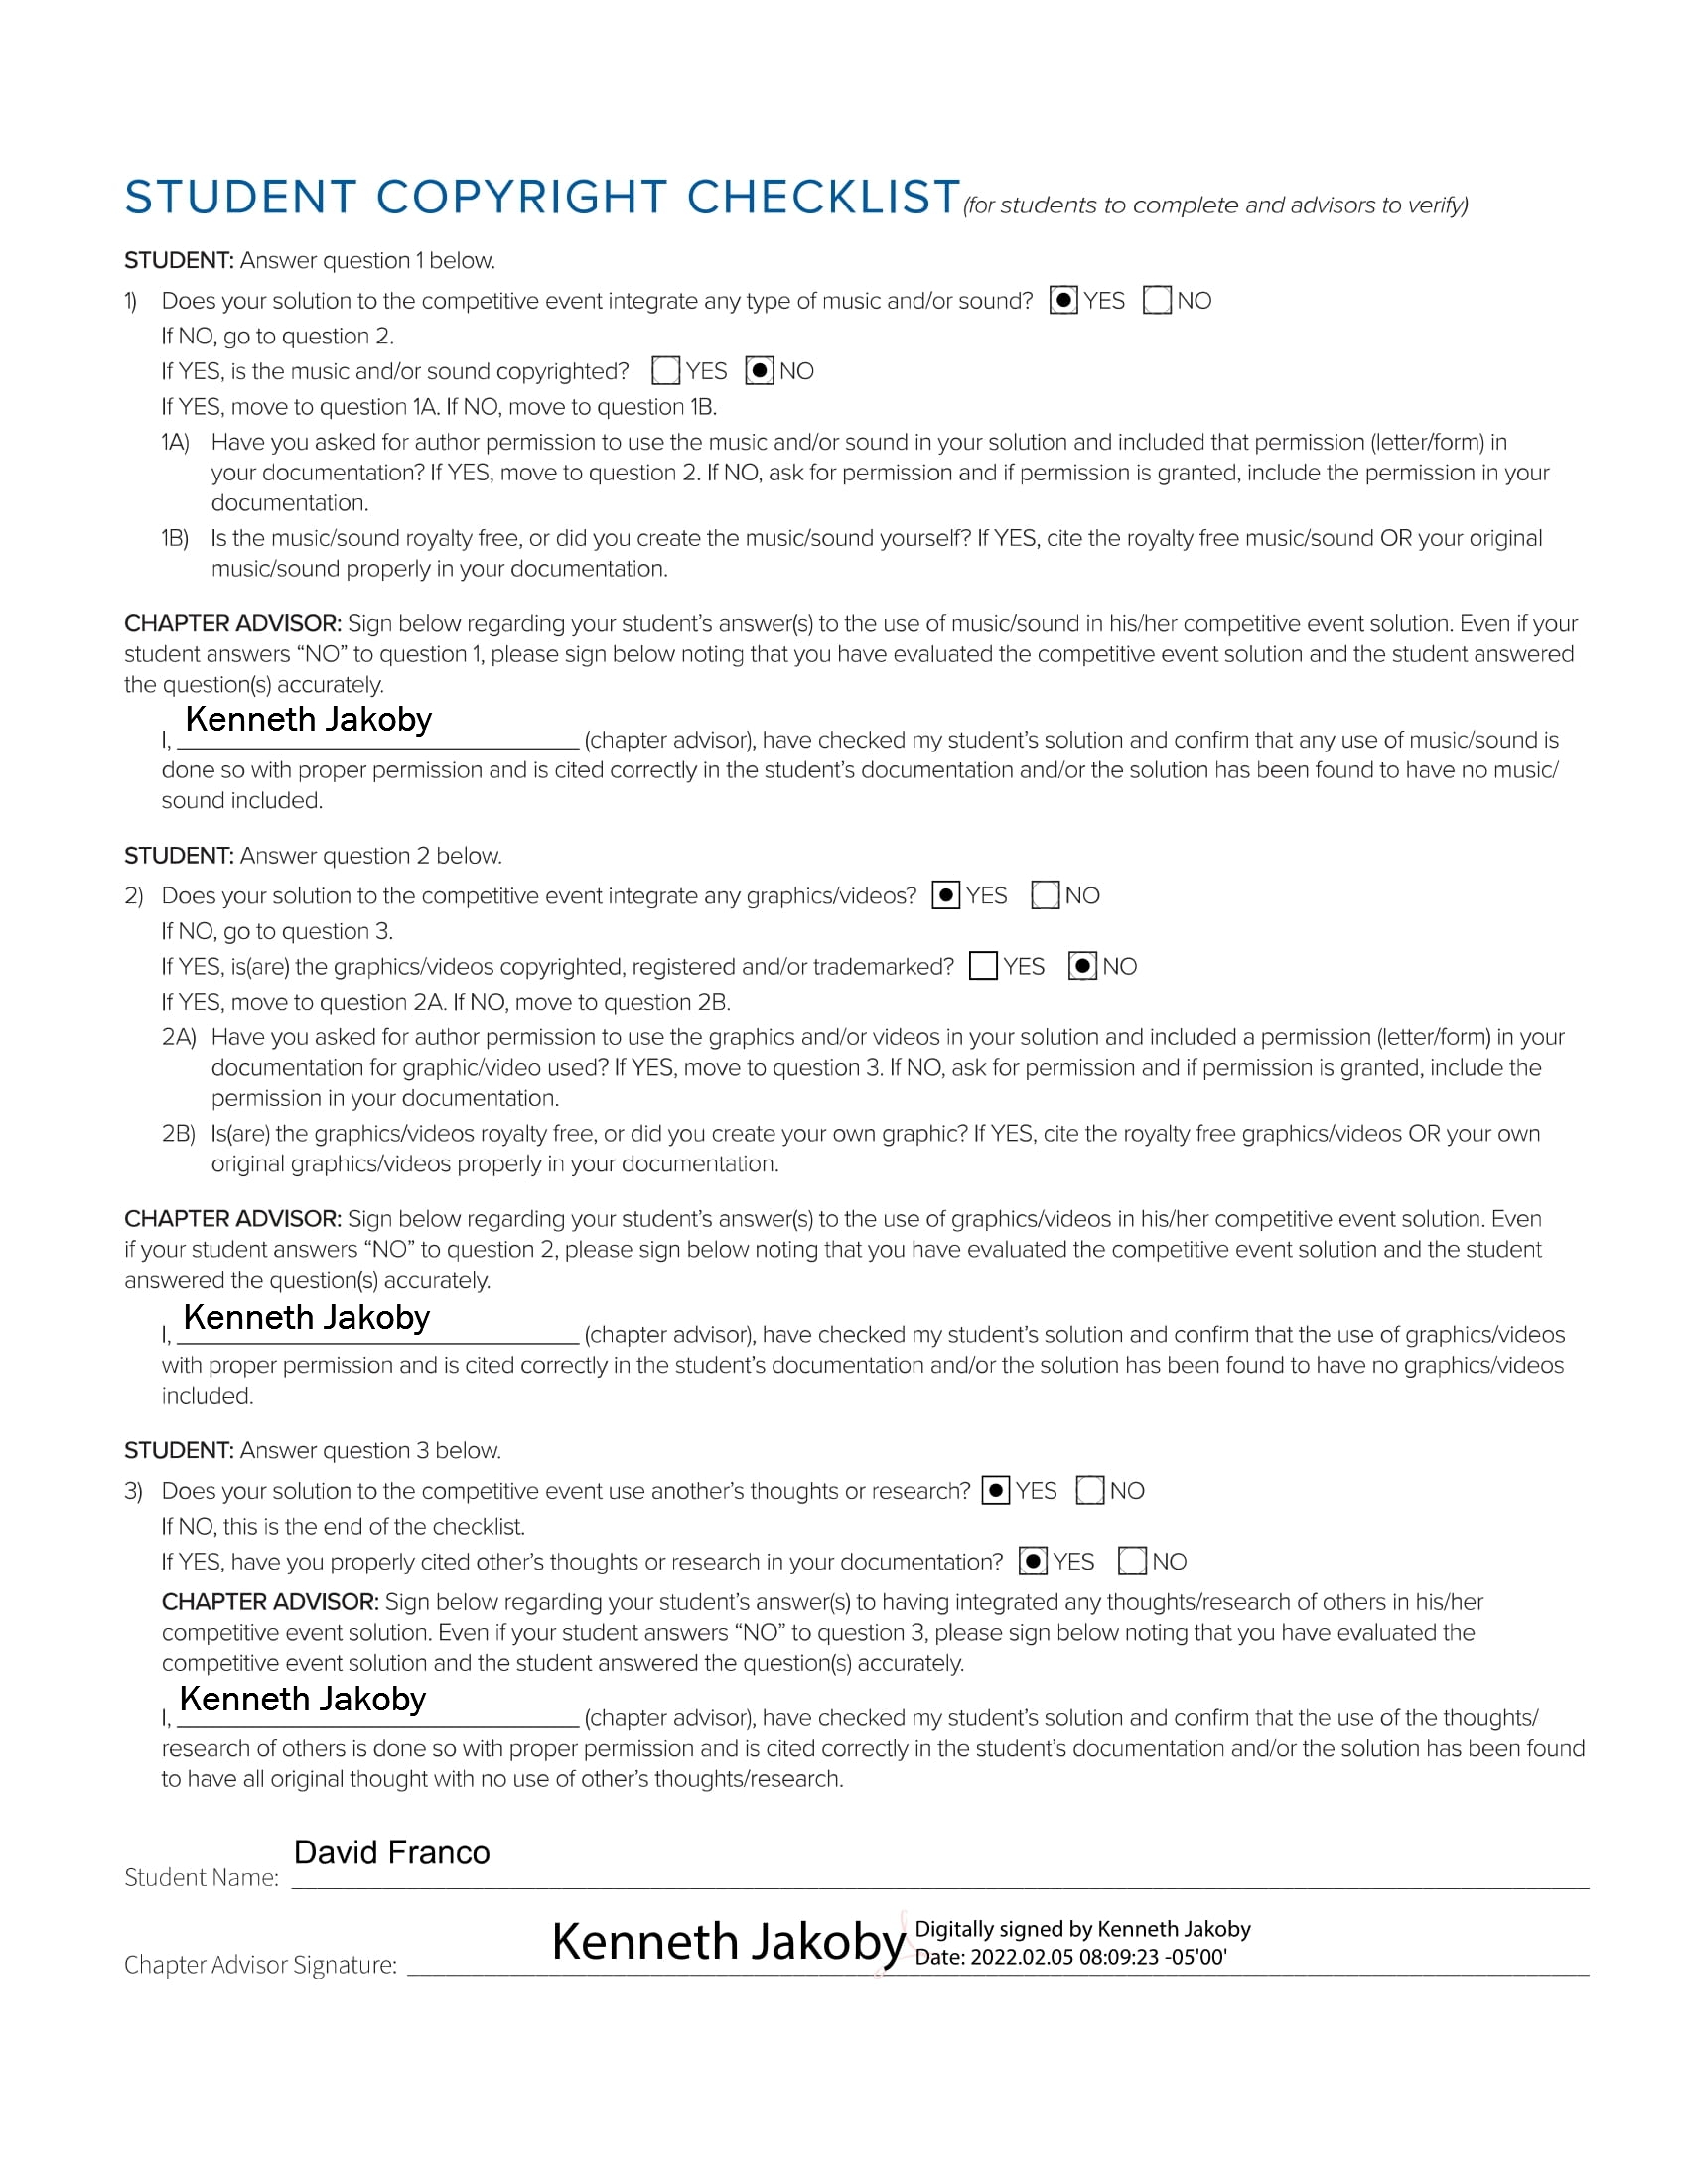 STUDENT COPYRIGHT CHECKLIST (for students to complete and advisors to verify)
STUDENT: Answer question 1 below.
1) Does your solution to the competitive event integrate any type of music and/or sound? YES NO
If NO, go to question 2.
If YES, is the music and/or sound copyrighted? YES NO
If YES, move to question 1A. If NO, move to question 1B.
1A) Have you asked for author permission to use the music and/or sound in your solution and included that permission (letter/form) in
your documentation? If YES, move to question 2. If NO, ask for permission and if permission is granted, include the permission in your
documentation.
1B) Is the music/sound royalty free, or did you create the music/sound yourself? If YES, cite the royalty free music/sound OR your original
music/sound properly in your documentation.
CHAPTER ADVISOR: Sign below regarding your student’s answer(s) to the use of music/sound in his/her competitive event solution. Even if your
student answers “NO” to question 1, please sign below noting that you have evaluated the competitive event solution and the student answered
the question(s) accurately.
I, Kenneth Jakoby (chapter advisor), have checked my student’s solution and confirm that any use of music/sound is
done so with proper permission and is cited correctly in the student’s documentation and/or the solution has been found to have no music/
sound included.
STUDENT: Answer question 2 below.
2) Does your solution to the competitive event integrate any graphics/videos? YES NO
If NO, go to question 3.
If YES, is(are) the graphics/videos copyrighted, registered and/or trademarked? YES NO
If YES, move to question 2A. If NO, move to question 2B.
2A) Have you asked for author permission to use the graphics and/or videos in your solution and included a permission (letter/form) in your
documentation for graphic/video used? If YES, move to question 3. If NO, ask for permission and if permission is granted, include the
permission in your documentation.
2B) Is(are) the graphics/videos royalty free, or did you create your own graphic? If YES, cite the royalty free graphics/videos OR your own
original graphics/videos properly in your documentation.
CHAPTER ADVISOR: Sign below regarding your student’s answer(s) to the use of graphics/videos in his/her competitive event solution. Even
if your student answers “NO” to question 2, please sign below noting that you have evaluated the competitive event solution and the student
answered the question(s) accurately.
I, Kenneth Jakoby (chapter advisor), have checked my student’s solution and confirm that the use of graphics/videos
with proper permission and is cited correctly in the student’s documentation and/or the solution has been found to have no graphics/videos
included.
STUDENT: Answer question 3 below.
3) Does your solution to the competitive event use another’s thoughts or research? YES NO
If NO, this is the end of the checklist.
If YES, have you properly cited other’s thoughts or research in your documentation? YES NO
CHAPTER ADVISOR: Sign below regarding your student’s answer(s) to having integrated any thoughts/research of others in his/her
competitive event solution. Even if your student answers “NO” to question 3, please sign below noting that you have evaluated the
competitive event solution and the student answered the question(s) accurately.
I, Kenneth Jakoby (chapter advisor), have checked my student’s solution and confirm that the use of the thoughts/
research of others is done so with proper permission and is cited correctly in the student’s documentation and/or the solution has been found
to have all original thought with no use of other’s thoughts/research.
Student Name: David Franco
Chapter Advisor Signature: Kenneth Jakoby Digitally signed by Kenneth Jakoby
Date: 2022.02.05 08:09:23 -05'00'